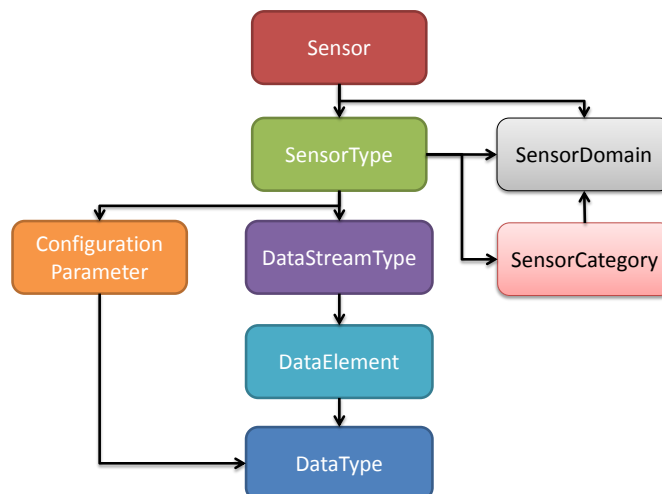 Sensor
SensorType
SensorDomain
Configuration
Parameter
DataStreamType
SensorCategory
DataElement
DataType